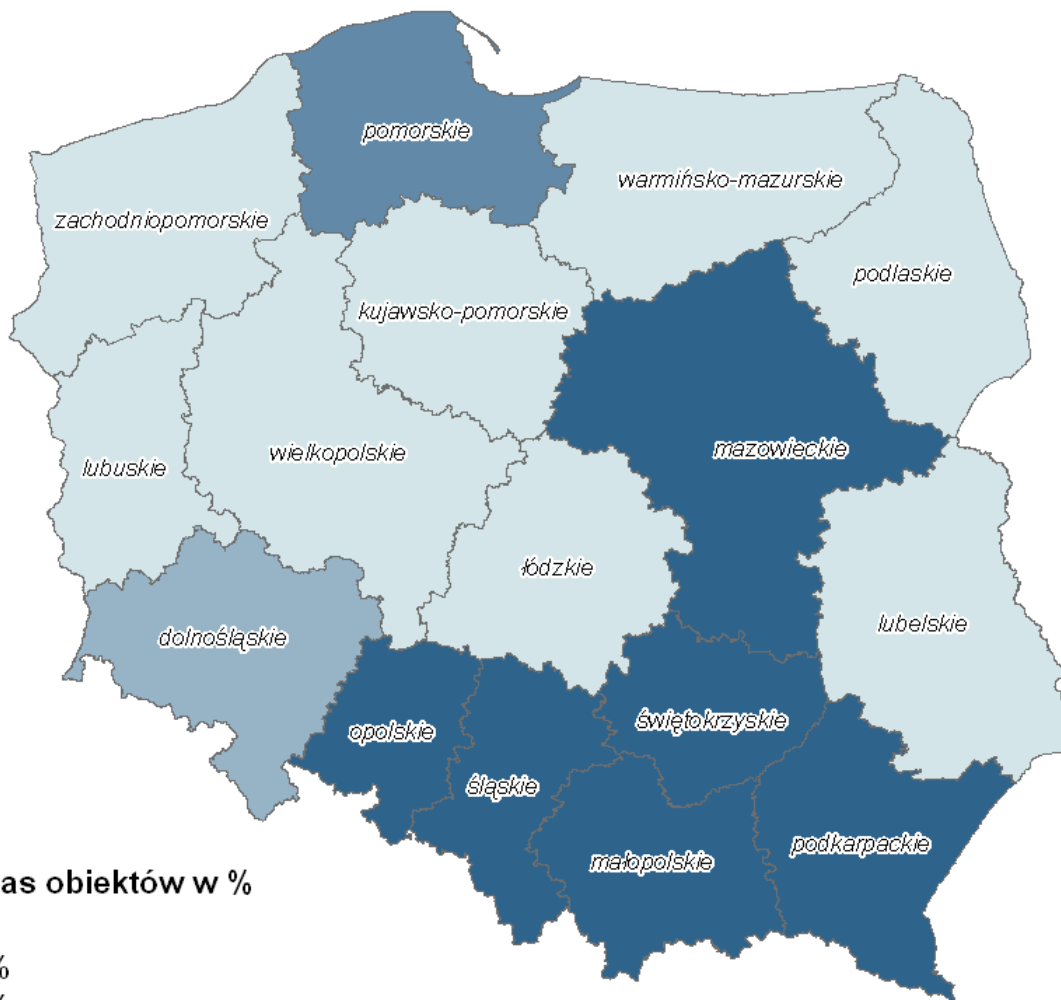 pomorskie
warmińsko-mazurskie
zachodniopomorskie
podlaskie
kujawsko-pomorskie
mazowieckie
wielkopolskie
lubuskie
łódzkie
lubelskie
dolnośląskie
świętokrzyskie
opolskie
śląskie
podkarpackie
małopolskie
as obiektów w %
%